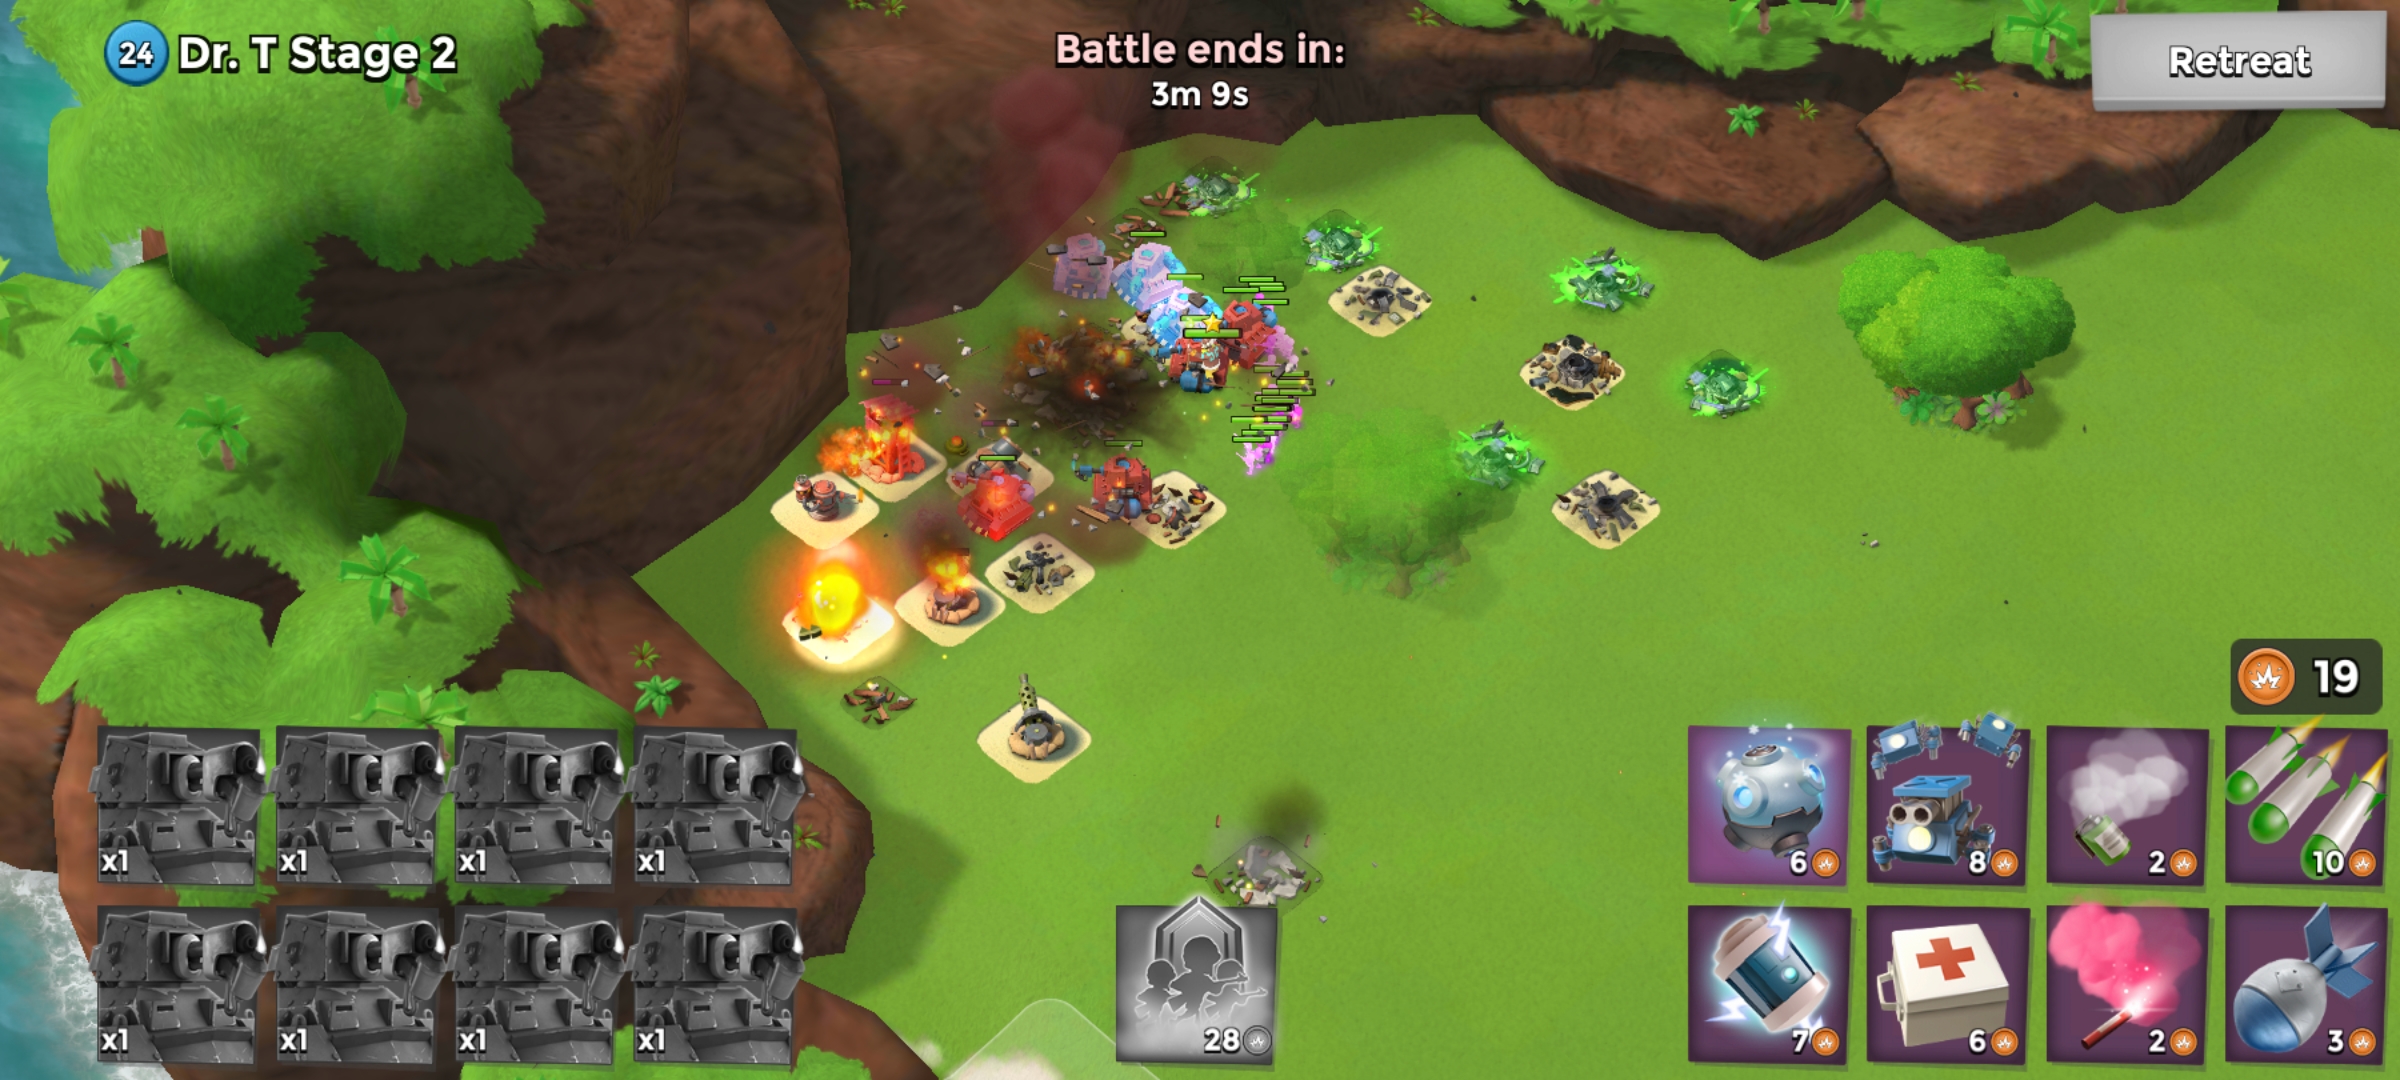 24 Dr. T Stage 2
Battle ends in:
3m 9s
Retreat
19
x1 x1 x1 x1
6 8 2 10
x1 x1 x1 x1
28
7 6 2 3